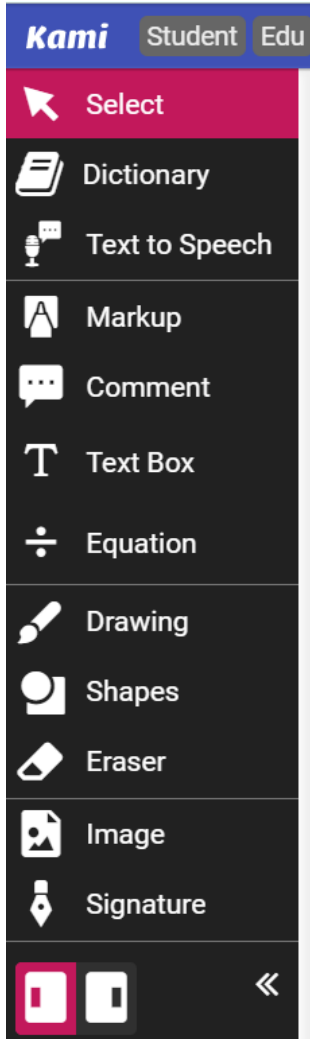 Kami Student Edu
Select
Dictionary
Text to Speech
Markup
Comment
Text Box
Equation
Drawing
Shapes
Eraser
Image
Signature